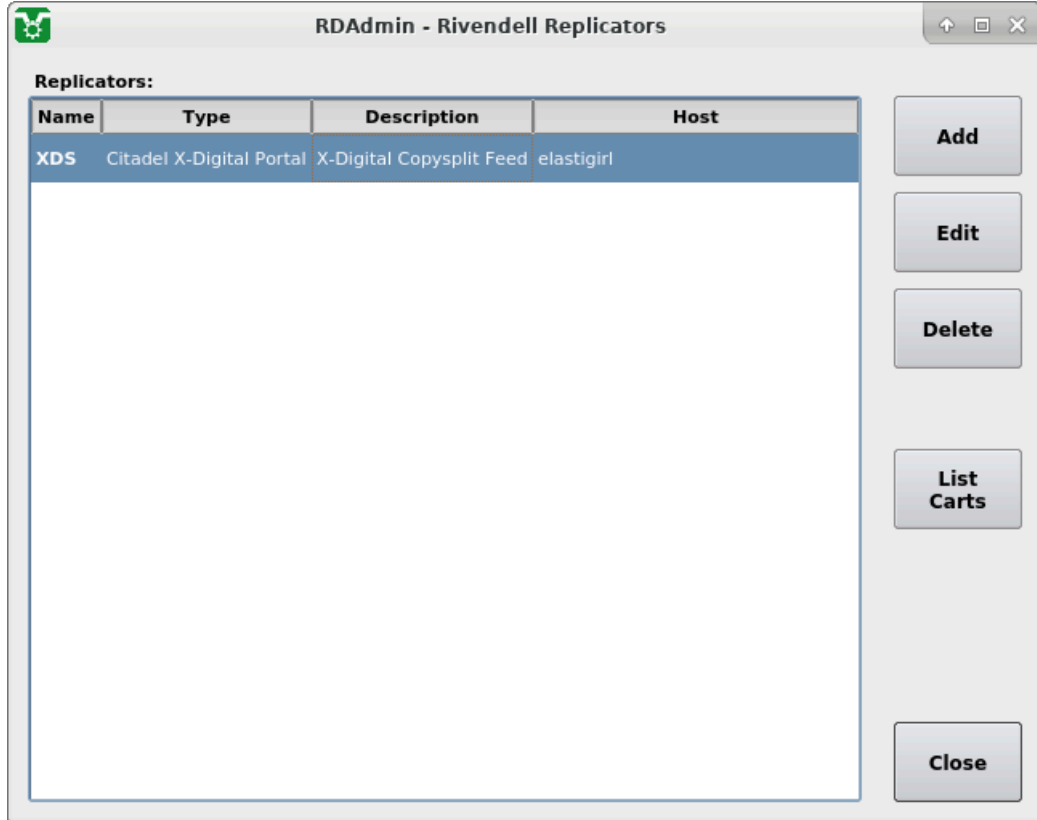 RDAdmin - Rivendell Replicators
Replicators:
Name Type Description Host
XDS Citadel X-Digital Portal X-Digital Copysplit Feed elastigirl
Add
Edit
Delete
List
Carts
Close